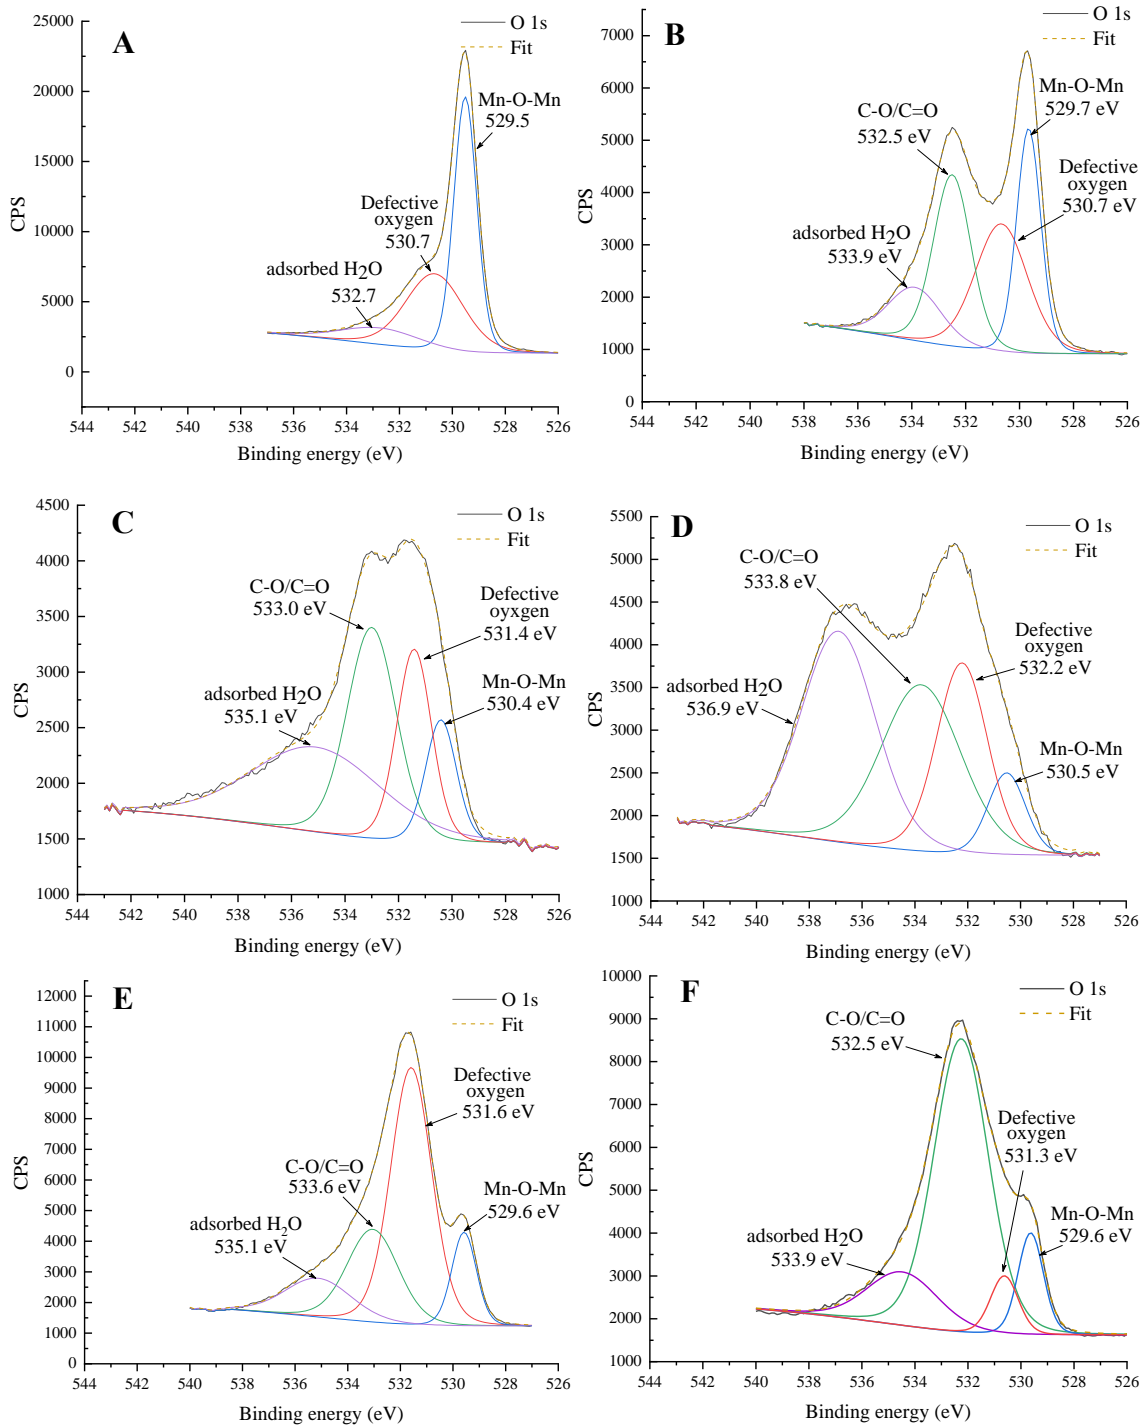 A
O 1s
Fit
Mn-O-Mn
529.5
Defective
oxygen
530.7
adsorbed H2O
532.7
CPS
25000
20000
15000
10000
5000
0
544 542 540 538 536 534 532 530 528 526
Binding energy (eV)
B
O 1s
Fit
Mn-O-Mn
529.7 eV
C-O/C=O
532.5 eV
Defective
oxygen
530.7 eV
adsorbed H2O
533.9 eV
CPS
7000
6000
5000
4000
3000
2000
1000
0
544 542 540 538 536 534 532 530 528 526
Binding energy (eV)
C
O 1s
Fit
C-O/C=O
533.0 eV
Defective
oyxgen
531.4 eV
Mn-O-Mn
530.4 eV
adsorbed H2O
535.1 eV
CPS
4500
4000
3500
3000
2500
2000
1500
1000
544 542 540 538 536 534 532 530 528 526
Binding energy (eV)
D
O 1s
Fit
C-O/C=O
533.8 eV
Defective
oxygen
532.2 eV
adsorbed H2O
536.9 eV
Mn-O-Mn
530.5 eV
CPS
5500
5000
4500
4000
3500
3000
2500
2000
1500
1000
544 542 540 538 536 534 532 530 528 526
Binding energy (eV)
E
O 1s
Fit
Defective
oxygen
531.6 eV
C-O/C=O
533.6 eV
Mn-O-Mn
529.6 eV
adsorbed H2O
535.1 eV
CPS
12000
11000
10000
9000
8000
7000
6000
5000
4000
3000
2000
1000
0
544 542 540 538 536 534 532 530 528 526
Binding energy (eV)
F
O 1s
Fit
C-O/C=O
532.5 eV
Defective
oxygen
531.3 eV
Mn-O-Mn
529.6 eV
adsorbed H2O
533.9 eV
CPS
10000
9000
8000
7000
6000
5000
4000
3000
2000
1000
544 542 540 538 536 534 532 530 528 526
Binding energy (eV)